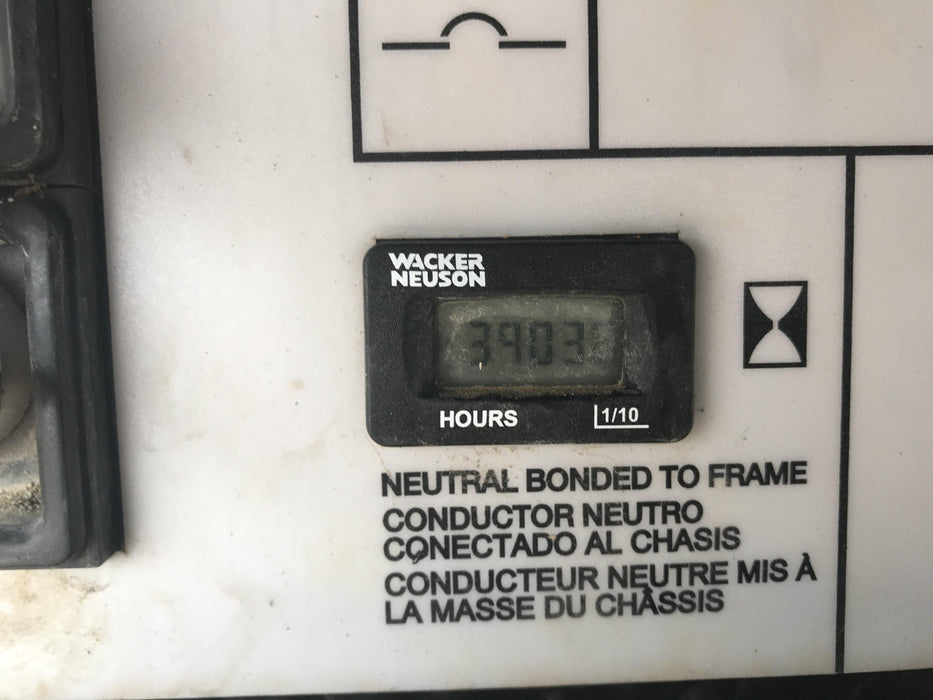 WACKER
NEUSON
3903
HOURS
1/10
NEUTRAL BONDED TO FRAME
CONDUCTOR NEUTRO
CONECTADO AL CHASIS
CONDUCTEUR NEUTRE MIS À
LA MASSE DU CHÂSSIS